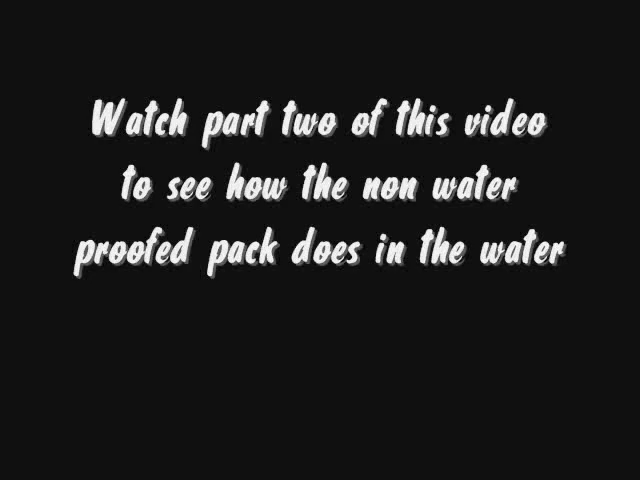 Watch part two of this video
to see how the non water
proofed pack does in the water